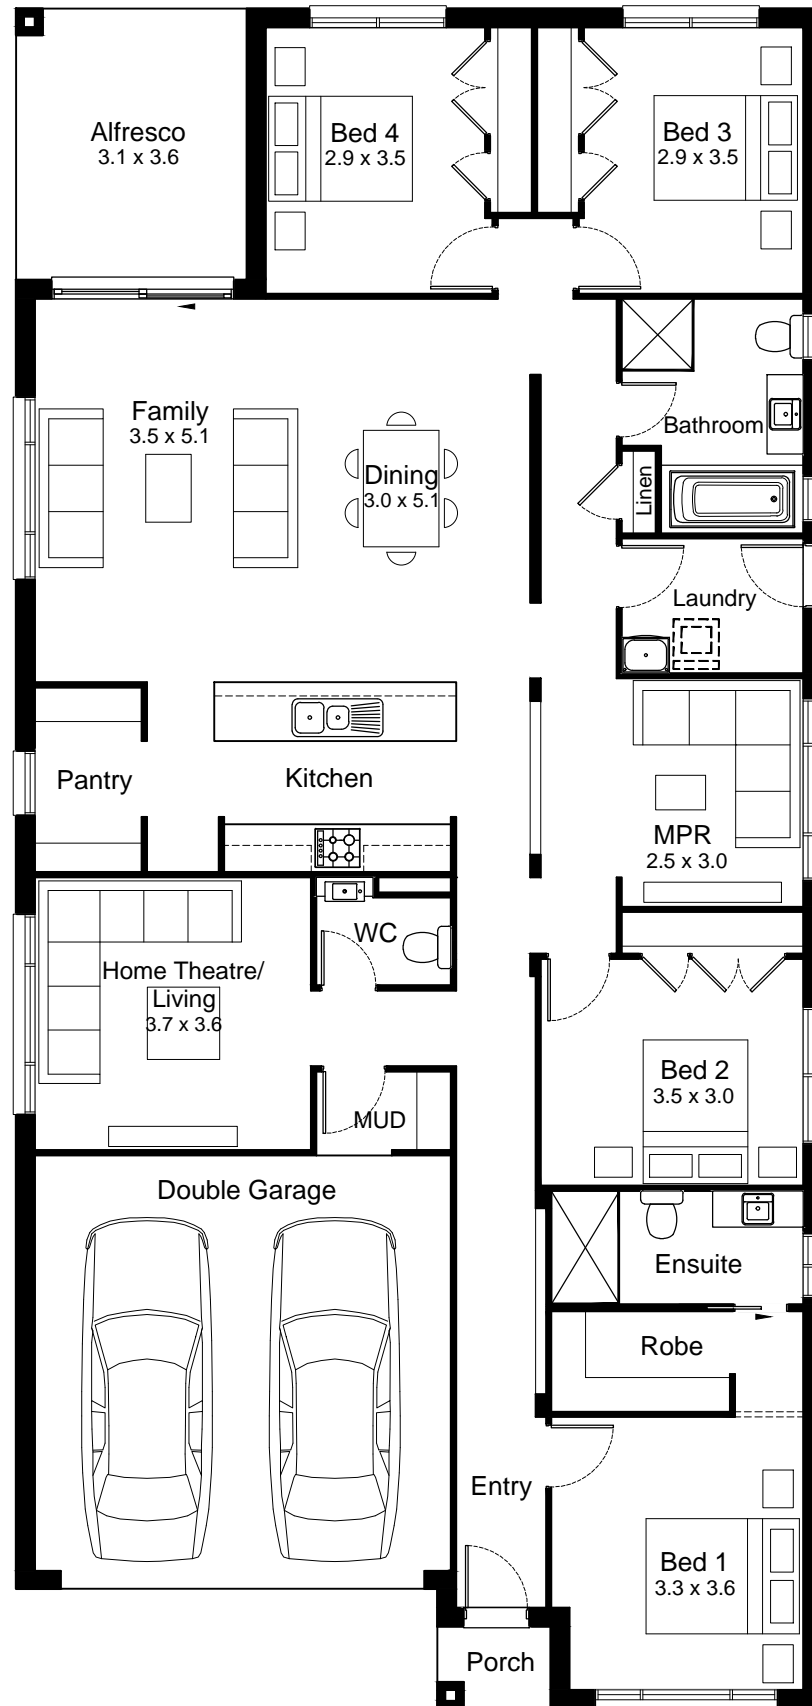 Alfresco
3.1 x 3.6
Bed 4
2.9 x 3.5
Bed 3
2.9 x 3.5
Family
3.5 x 5.1
Dining
3.0 x 5.1
Bathroom
Linen
Laundry
Pantry
Kitchen
MPR
2.5 x 3.0
WC
Home Theatre/
Living
3.7 x 3.6
Bed 2
3.5 x 3.0
MUD
Double Garage
Ensuite
Robe
Entry
Bed 1
3.3 x 3.6
Porch